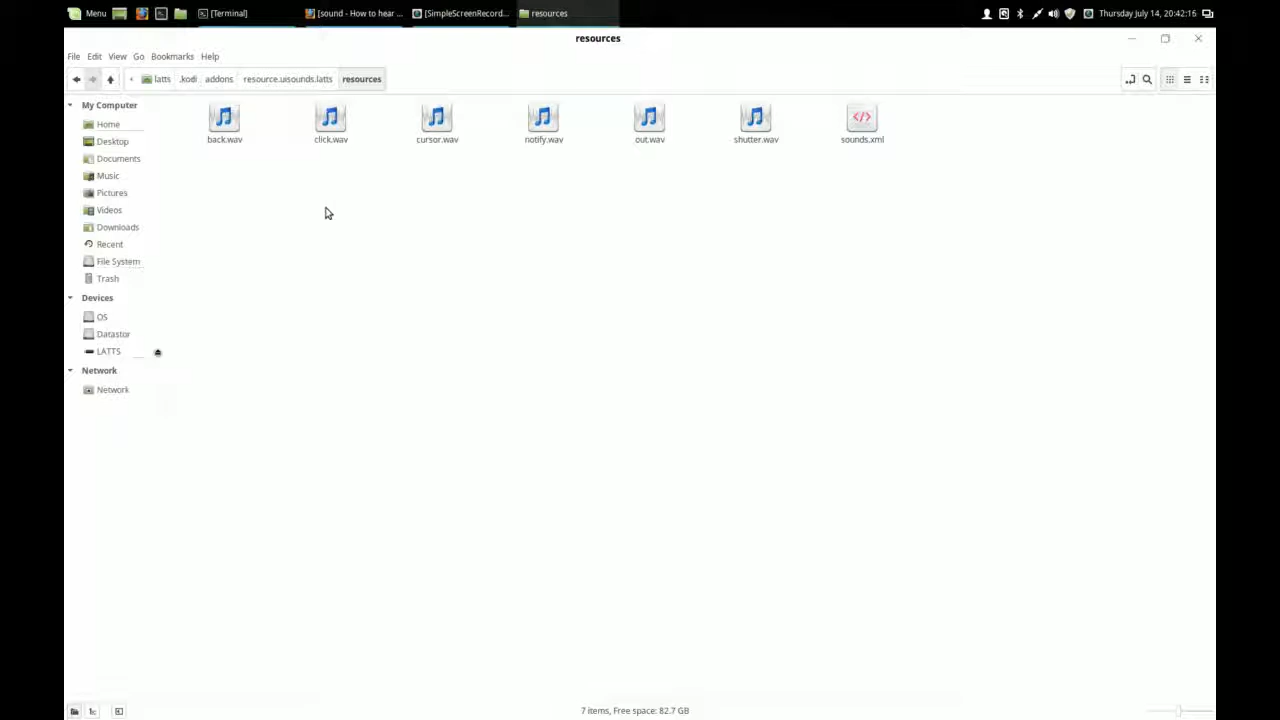 Menu [Terminal] [sound - How to hear ... [SimpleScreenRecord... resources Thursday July 14, 20:42:16
resources
File Edit View Go Bookmarks Help
latts .kodi addons resource.uisounds.latts resources
My Computer
Home
Desktop
Documents
Music
Pictures
Videos
Downloads
Recent
File System
Trash
Devices
OS
Datastor
LATTS
Network
Network
back.wav click.wav cursor.wav notify.wav out.wav shutter.wav sounds.xml
7 items, Free space: 82.7 GB